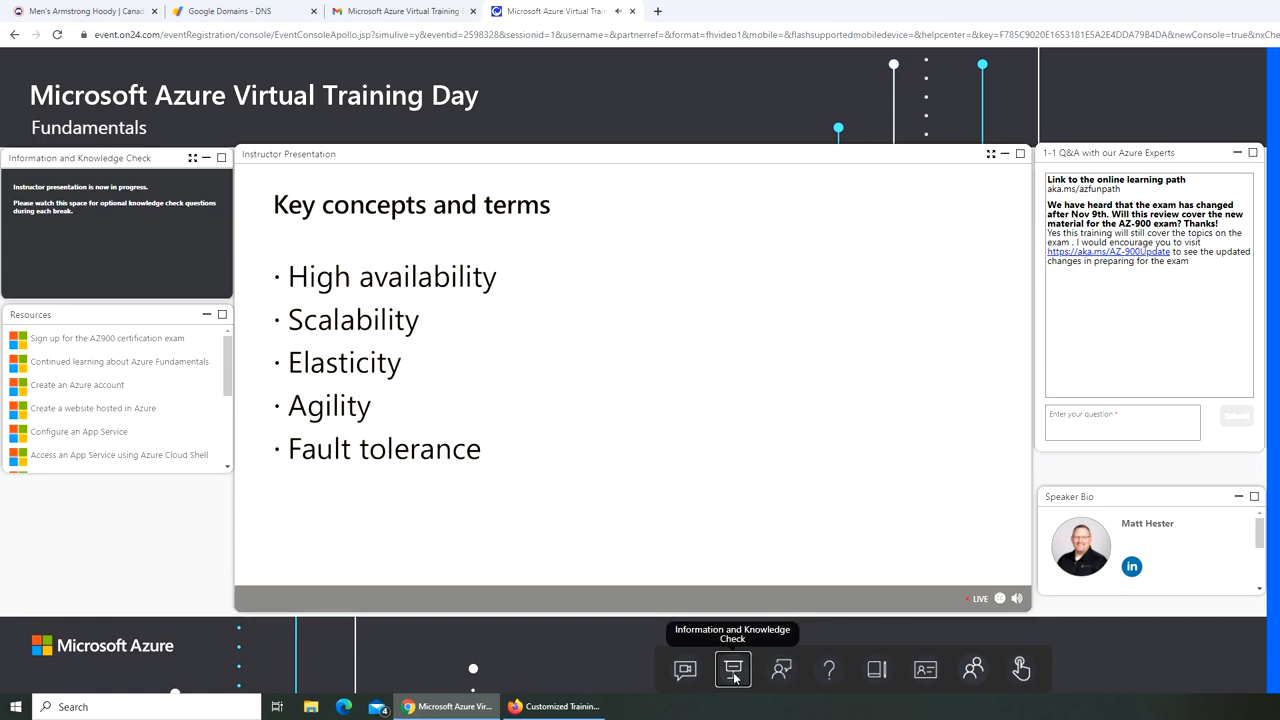 Men's Armstrong Hoody | Canad
Google Domains - DNS
Microsoft Azure Virtual Training D
Microsoft Azure Virtual Train
event.on24.com/eventRegistration/console/EventConsoleApollo.jsp?simulive=y&eventid=2598328&sessionid=1&username=&partnerref=&format=fhvideo1&mobile=&flashsupportedmobiledevice=&helpcenter=&key=F785C9020E1653181E5A2E4DDA79B4DA&newConsole=true&nxChe
Microsoft Azure Virtual Training Day
Fundamentals
Information and Knowledge Check
Instructor presentation is now in progress.
Please watch this space for optional knowledge check questions
during each break.
Resources
Sign up for the AZ900 certification exam
Continued learning about Azure Fundamentals
Create an Azure account
Create a website hosted in Azure
Configure an App Service
Access an App Service using Azure Cloud Shell
Instructor Presentation
Key concepts and terms
· High availability
· Scalability
· Elasticity
· Agility
· Fault tolerance
LIVE
1-1 Q&A with our Azure Experts
Link to the online learning path
aka.ms/azfunpath
We have heard that the exam has changed
after Nov 9th. Will this review cover the new
material for the AZ-900 exam? Thanks!
Yes this training will still cover the topics on the
exam , I would encourage you to visit
https://aka.ms/AZ-900Update to see the updated
changes in preparing for the exam
Enter your question *
Submit
Speaker Bio
Matt Hester
in
Microsoft Azure
Information and Knowledge
Check
Search
4
Microsoft Azure Vir...
Customized Trainin...